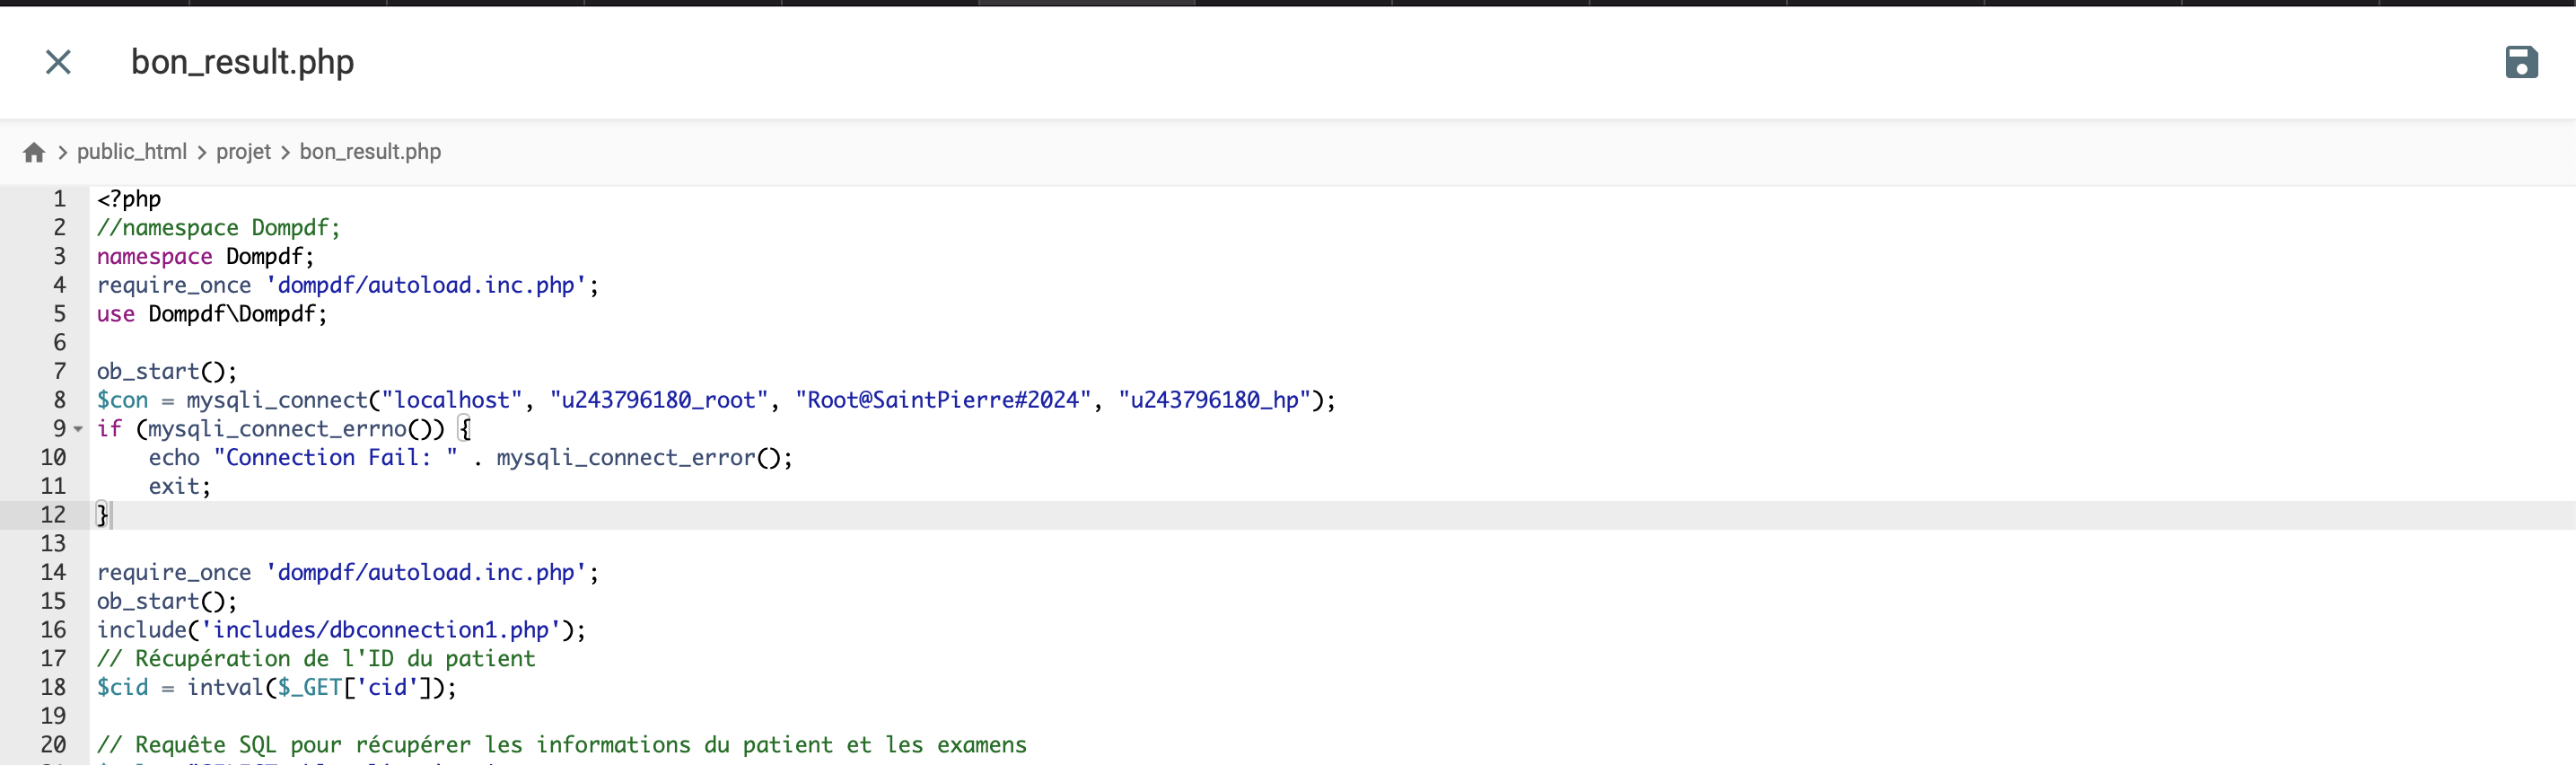 bon_result.php
public_html > projet > bon_result.php
1 <?php
2 //namespace Dompdf;
3 namespace Dompdf;
4 require_once 'dompdf/autoload.inc.php';
5 use Dompdf\Dompdf;
6
7 ob_start();
8 $con = mysqli_connect("localhost", "u243796180_root", "Root@SaintPierre#2024", "u243796180_hp");
9 if (mysqli_connect_errno()) {
10 echo "Connection Fail: " . mysqli_connect_error();
11 exit;
12 }
13
14 require_once 'dompdf/autoload.inc.php';
15 ob_start();
16 include('includes/dbconnection1.php');
17 // Récupération de l'ID du patient
18 $cid = intval($_GET['cid']);
19
20 // Requête SQL pour récupérer les informations du patient et les examens